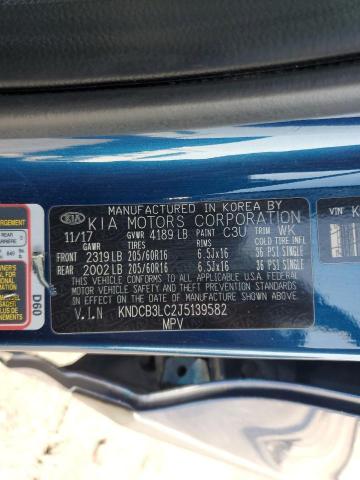 MANUFACTURED IN KOREA BY
KIA KIA MOTORS CORPORATION
11/17 GVWR 4189 LB PAINT C3U TRIM WK
GAWR TIRES RIMS COLD TIRE INFL
FRONT 2319 LB 205/60R16 6.5Jx16 36 PSI SINGLE
REAR 2002 LB 205/60R16 6.5Jx16 36 PSI SINGLE
THIS VEHICLE CONFORMS TO ALL APPLICABLE FEDERAL MOTOR
VEHICLE SAFETY, THEFT PREVENTION, AND BUMPER STANDARDS IN
EFFECT ON THE DATE OF MANUFACTURE SHOWN ABOVE.
V.I.N KNDCB3LC2J5139582
MPV
D60
REAR